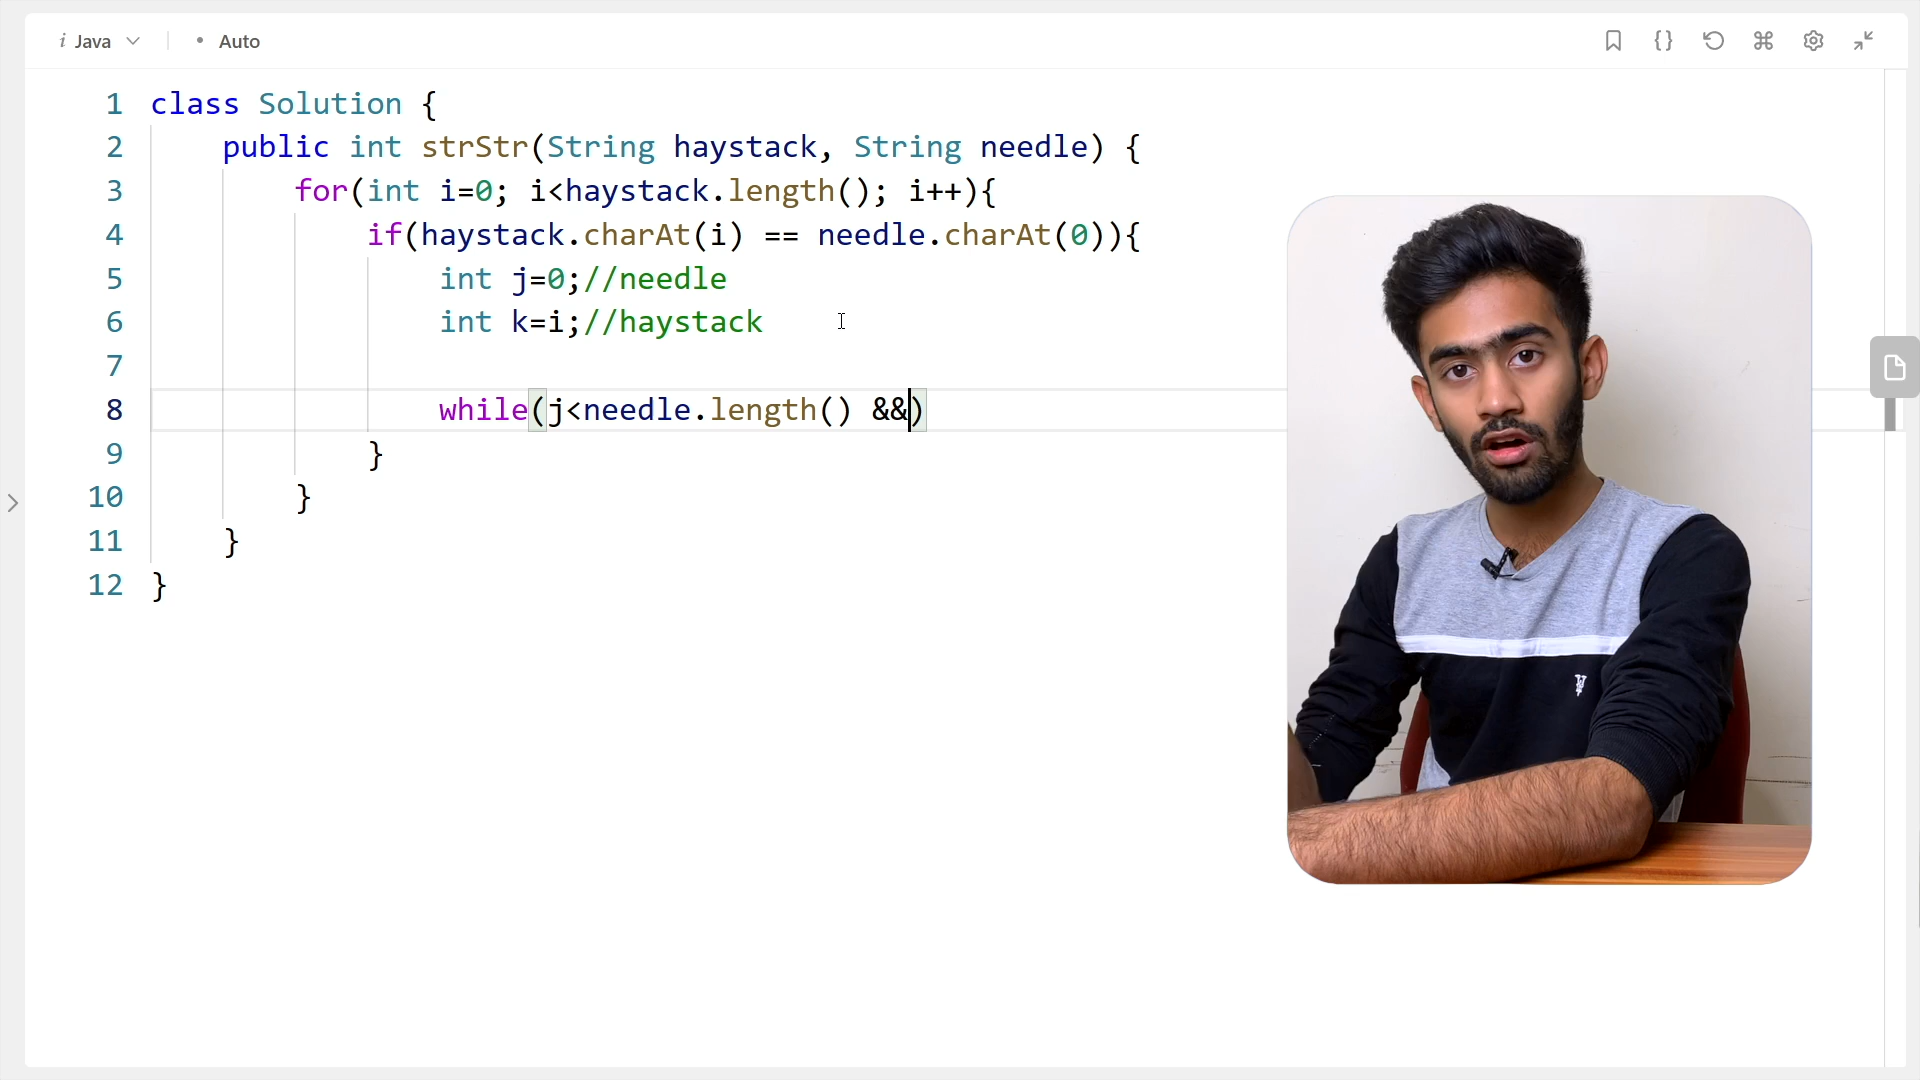 i Java • Auto
1 class Solution {
2 public int strStr(String haystack, String needle) {
3 for(int i=0; i<haystack.length(); i++){
4 if(haystack.charAt(i) == needle.charAt(0)){
5 int j=0;//needle
6 int k=i;//haystack
7
8 while(j<needle.length() &&)
9 }
10 }
11 }
12 }